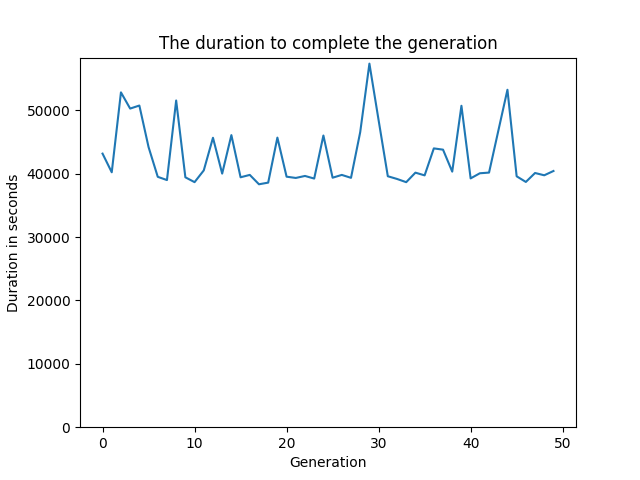 The duration to complete the generation
Duration in seconds
50000
40000
30000
20000
10000
0
0 10 20 30 40 50
Generation